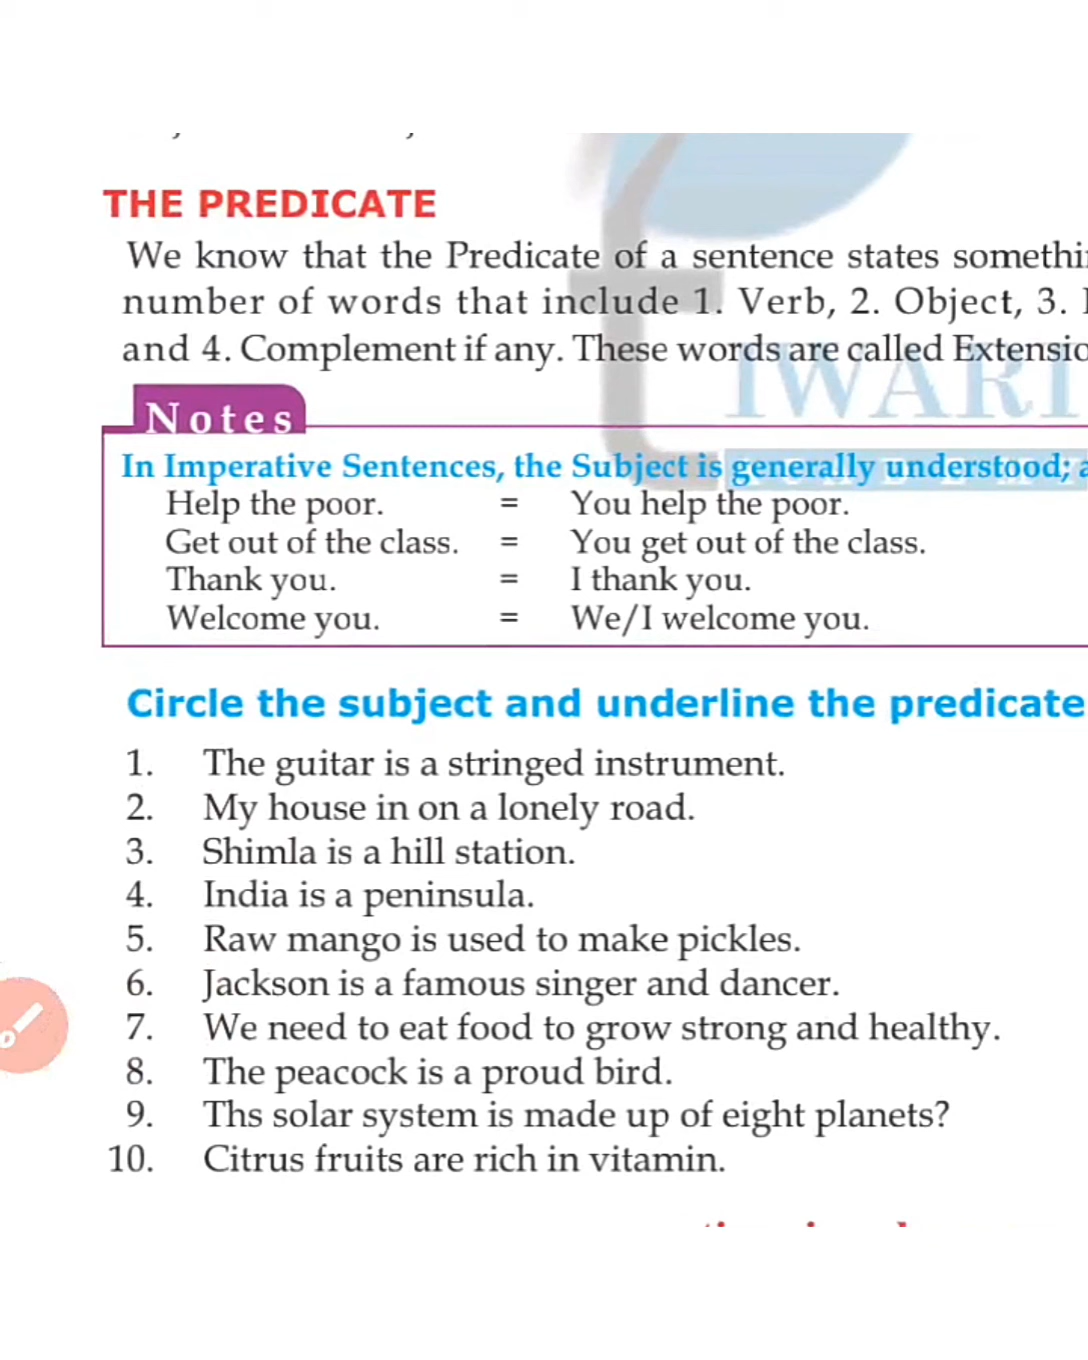 THE PREDICATE
We know that the Predicate of a sentence states
number of words that include 1. Verb, 2. Object, 3.
and 4. Complement if any. These words are called
Notes
In Imperative Sentences, the Subject is generally understood;
Help the poor. = You help the poor.
Get out of the class. = You get out of the class.
Thank you. = I thank you.
Welcome you. = We/I welcome you.
Circle the subject and underline the predicate
1. The guitar is a stringed instrument.
2. My house in on a lonely road.
3. Shimla is a hill station.
4. India is a peninsula.
5. Raw mango is used to make pickles.
6. Jackson is a famous singer and dancer.
7. We need to eat food to grow strong and healthy.
8. The peacock is a proud bird.
9. Ths solar system is made up of eight planets?
10. Citrus fruits are rich in vitamin.